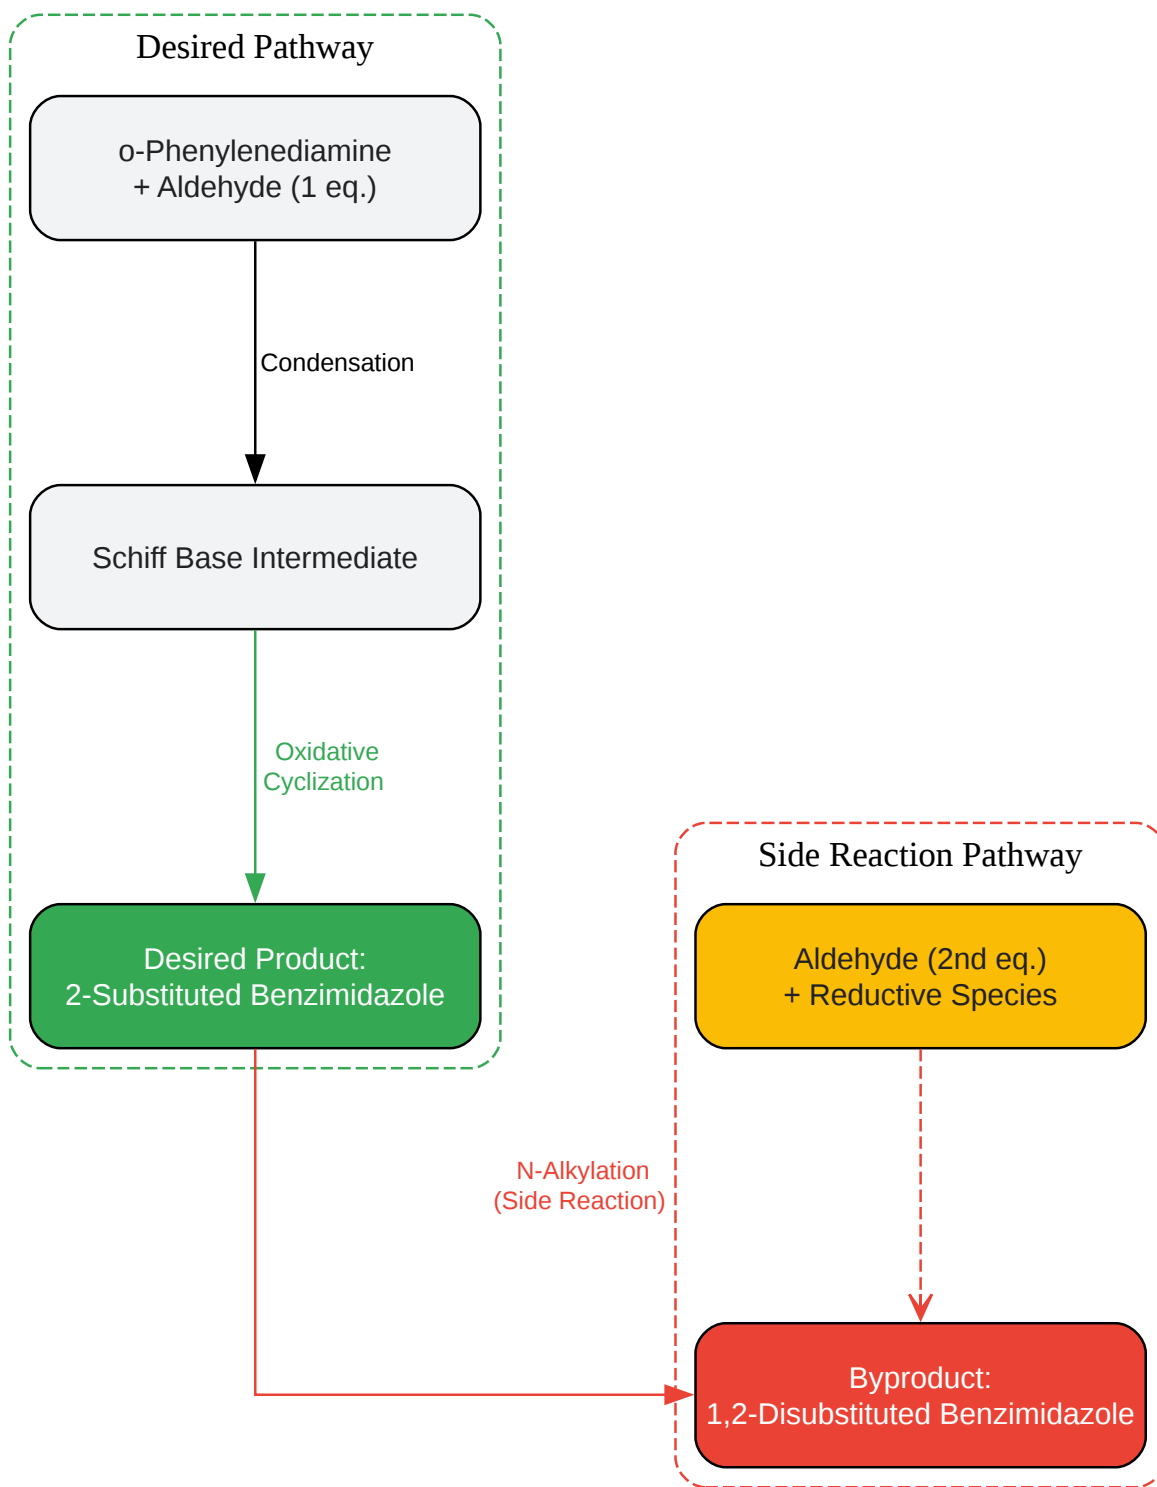 Desired Pathway
o-Phenylenediamine
+ Aldehyde (1 eq.)
Condensation
Schiff Base Intermediate
Oxidative
Cyclization
Desired Product:
2-Substituted Benzimidazole
Side Reaction Pathway
Aldehyde (2nd eq.)
+ Reductive Species
N-Alkylation
(Side Reaction)
Byproduct:
1,2-Disubstituted Benzimidazole